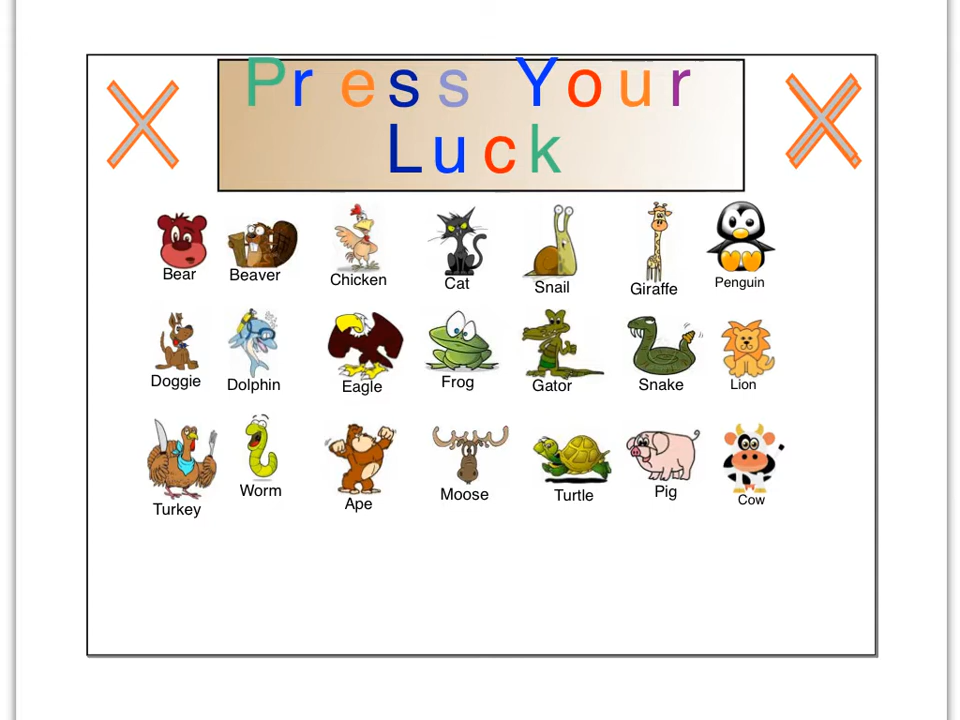 Press Your
Luck
Bear Beaver Chicken Cat Snail Giraffe Penguin
Doggie Dolphin Eagle Frog Gator Snake Lion
Turkey Worm Ape Moose Turtle Pig Cow